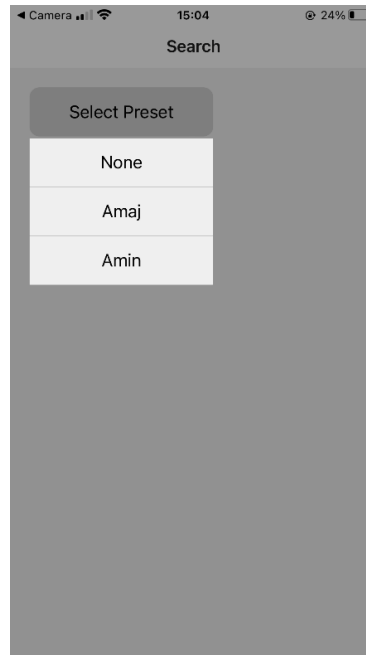 Camera
15:04
24%
Search
Select Preset
None
Amaj
Amin